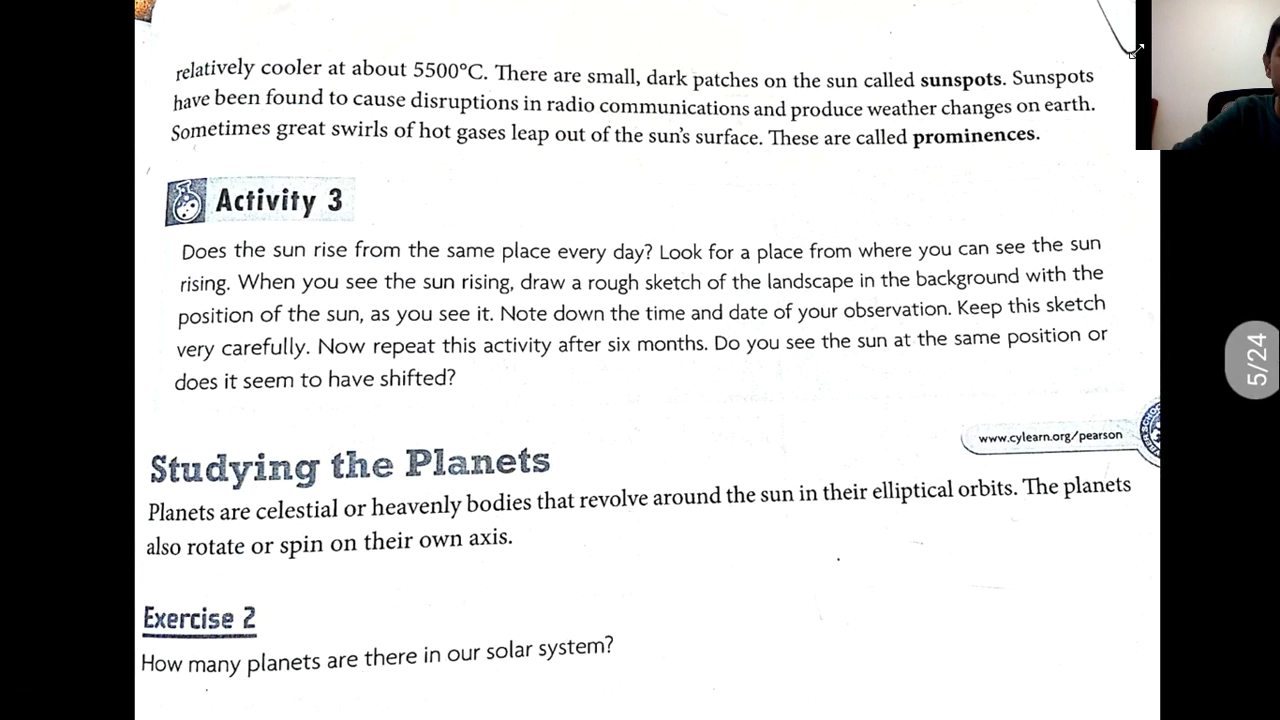 relatively cooler at about 5500°C. There are small, dark patches on the sun called sunspots. Sunspots
have been found to cause disruptions in radio communications and produce weather changes on earth.
Sometimes great swirls of hot gases leap out of the sun's surface. These are called prominences.
Activity 3
Does the sun rise from the same place every day? Look for a place from where you can see the sun
rising. When you see the sun rising, draw a rough sketch of the landscape in the background with the
position of the sun, as you see it. Note down the time and date of your observation. Keep this sketch
very carefully. Now repeat this activity after six months. Do you see the sun at the same position or
does it seem to have shifted?
5/24
www.cylearn.org/pearson
Studying the Planets
Planets are celestial or heavenly bodies that revolve around the sun in their elliptical orbits. The planets
also rotate or spin on their own axis.
Exercise 2
How many planets are there in our solar system?